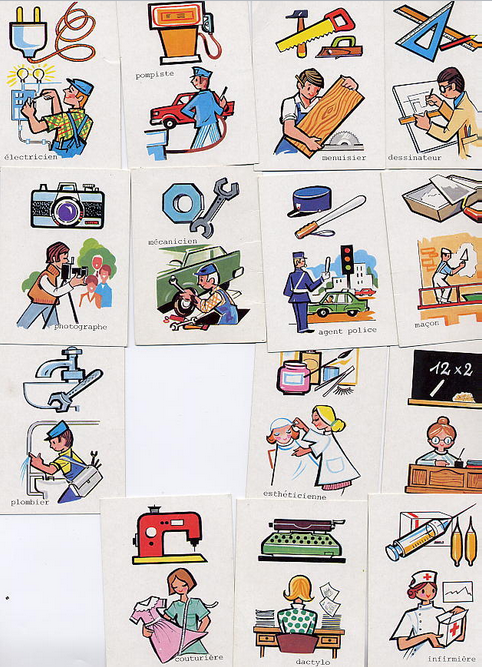 électricien
pompiste
menuisier
dessinateur
photographe
mécanicien
agent police
maçon
plombier
esthéticienne
12 x 2
couturière
dactylo
infirmière